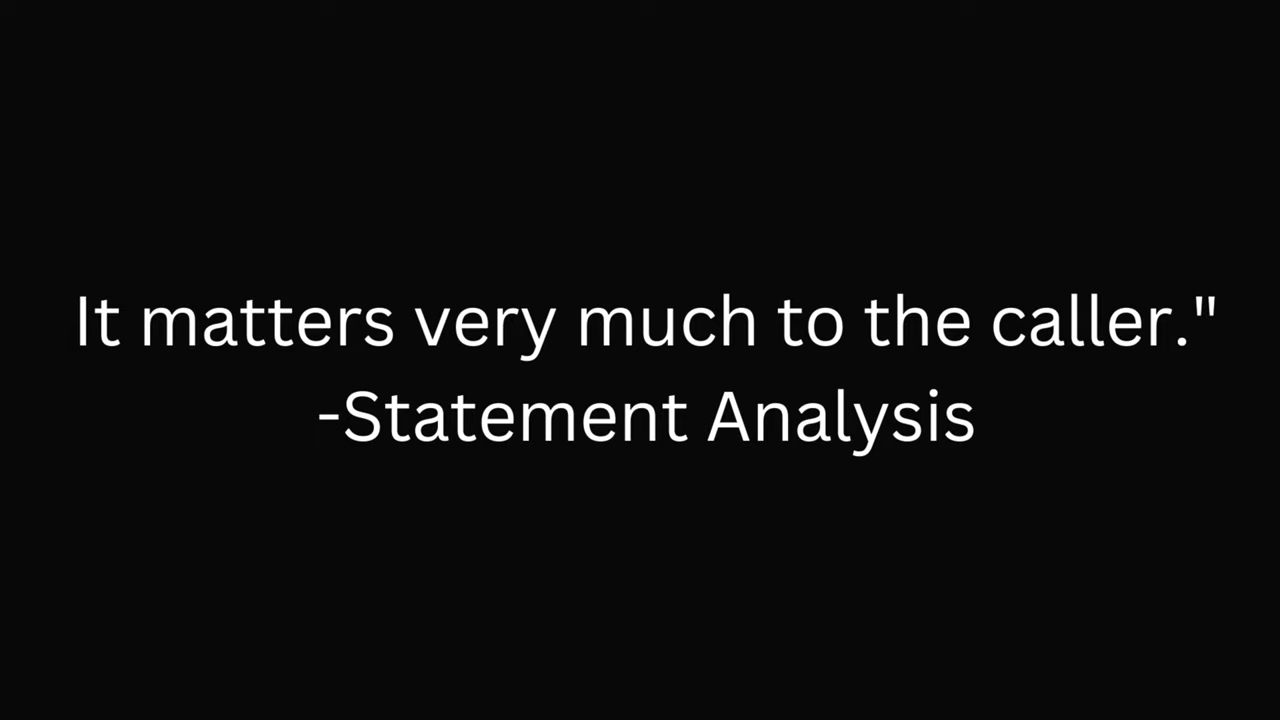 It matters very much to the caller."
-Statement Analysis